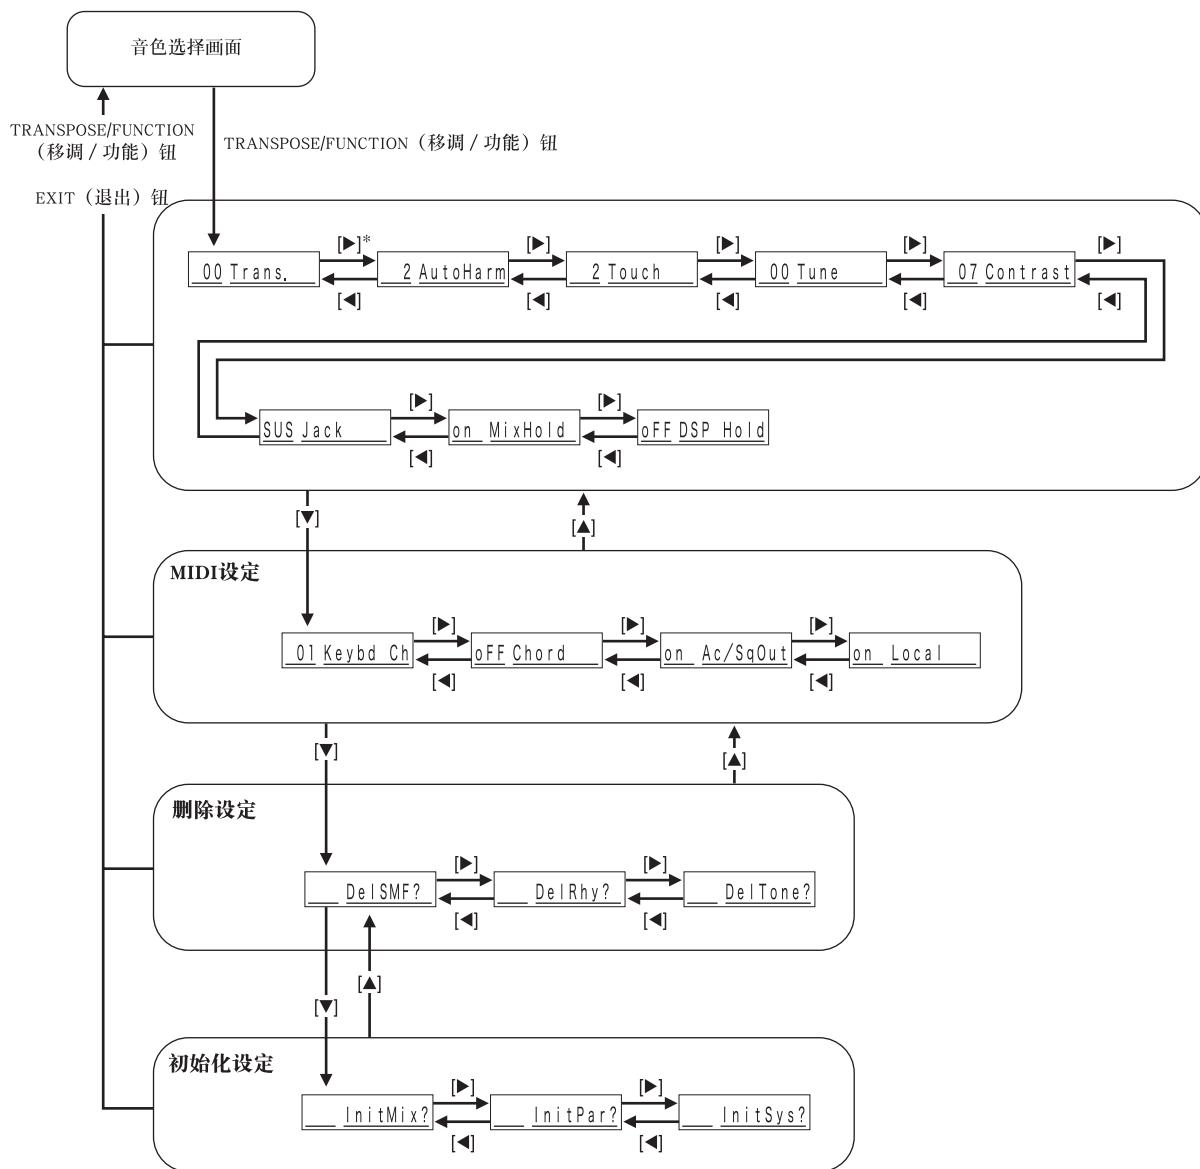 音色选择画面
TRANSPOSE/FUNCTION
（移调 / 功能）钮
TRANSPOSE/FUNCTION（移调 / 功能）钮
EXIT（退出）钮
[▶]* [▶] [▶] [▶] [▶]
00 Trans. 2 AutoHarm 2 Touch 00 Tune 07 Contrast
[◀] [◀] [◀] [◀] [◀]
[▶] [▶]
SUS Jack on MixHold oFF DSP Hold
[◀] [◀]
[▼] [▲]
MIDI设定
[▶] [▶] [▶]
01 Keybd Ch oFF Chord on Ac/SqOut on Local
[◀] [◀] [◀]
[▼] [▲]
删除设定
[▶] [▶]
DelSMF? DelRhy? DelTone?
[◀] [◀]
[▼] [▲]
初始化设定
[▶] [▶]
InitMix? InitPar? InitSys?
[◀] [◀]